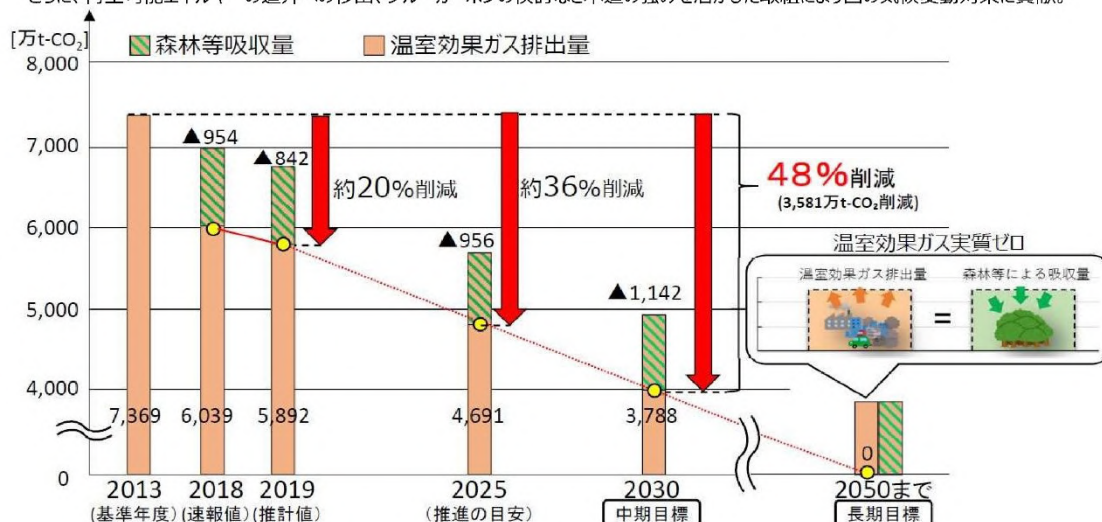 [万t-CO₂]
森林等吸収量
温室効果ガス排出量
8,000
7,000
6,000
5,000
4,000
0
▲954
▲842
▲956
▲1,142
約20%削減
約36%削減
48%削減
(3,581万t-CO₂削減)
温室効果ガス実質ゼロ
温室効果ガス排出量
=
森林等による吸収量
7,369
6,039
5,892
4,691
3,788
0
2013
(基準年度)
2018
(速報値)
2019
(推計値)
2025
(推進の目安)
2030
中期目標
2050まで
長期目標